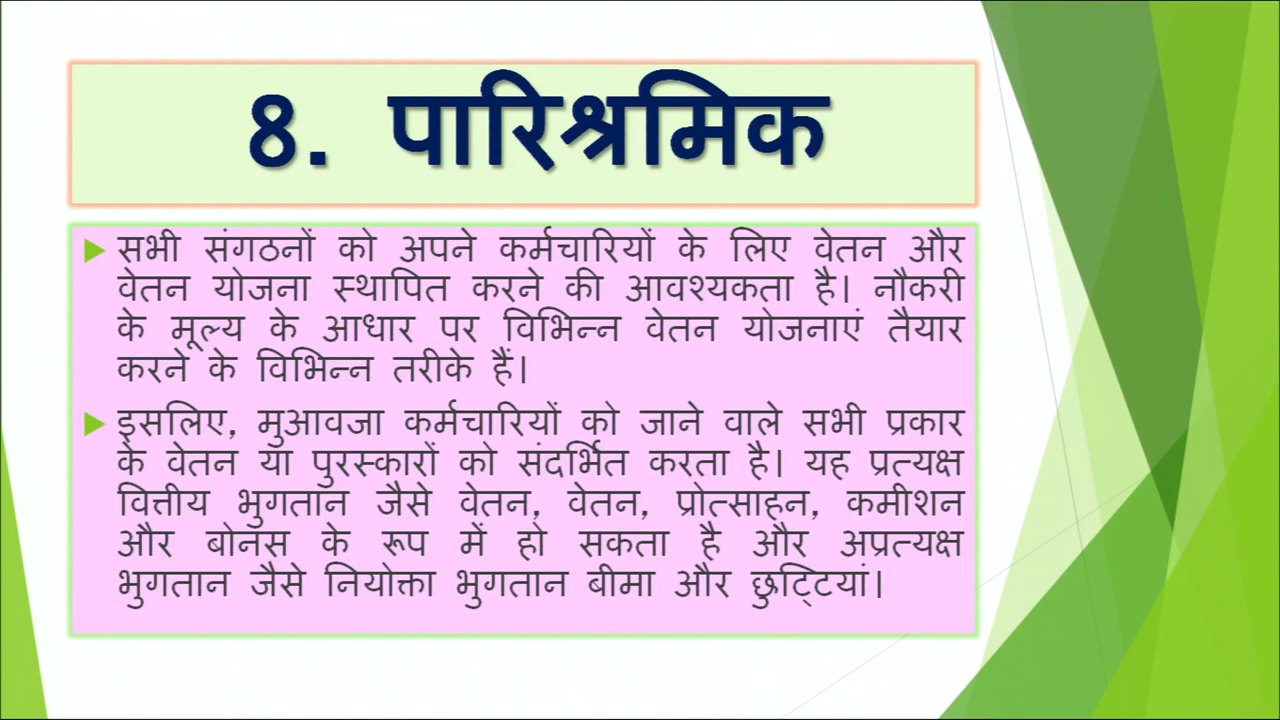 8. पारिश्रमिक
सभी संगठनों को अपने कर्मचारियों के लिए वेतन और
वेतन योजना स्थापित करने की आवश्यकता है। नौकरी
के मूल्य के आधार पर विभिन्न वेतन योजनाएं तैयार
करने के विभिन्न तरीके हैं।
इसलिए, मुआवजा कर्मचारियों को जाने वाले सभी प्रकार
के वेतन या पुरस्कारों को संदर्भित करता है। यह प्रत्यक्ष
वित्तीय भुगतान जैसे वेतन, वेतन, प्रोत्साहन, कमीशन
और बोनस के रूप में हो सकता है और अप्रत्यक्ष
भुगतान जैसे नियोक्ता भुगतान बीमा और छुट्टियां।